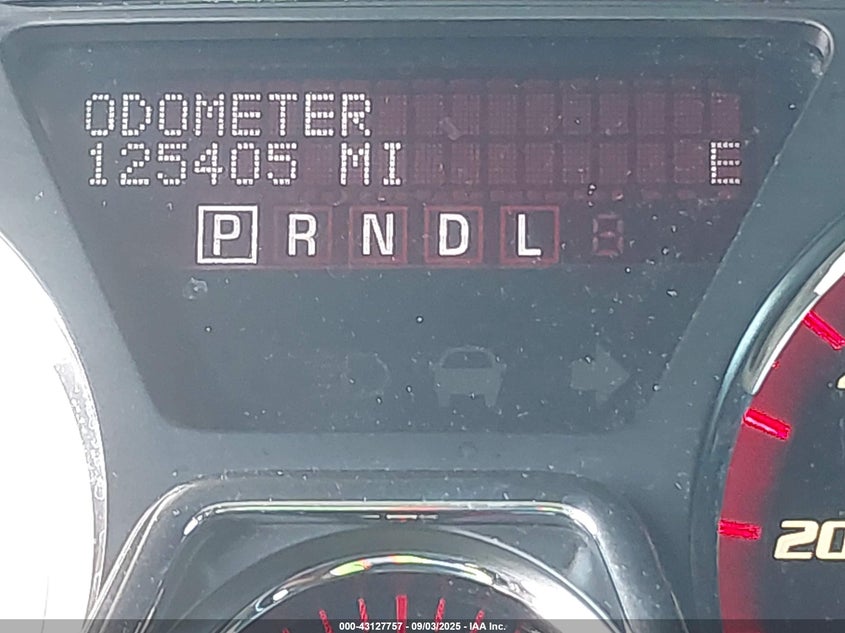 ODOMETER
125405 MI E
P R N D L
20
000-43127757 - 09/03/2025 - IAA Inc.